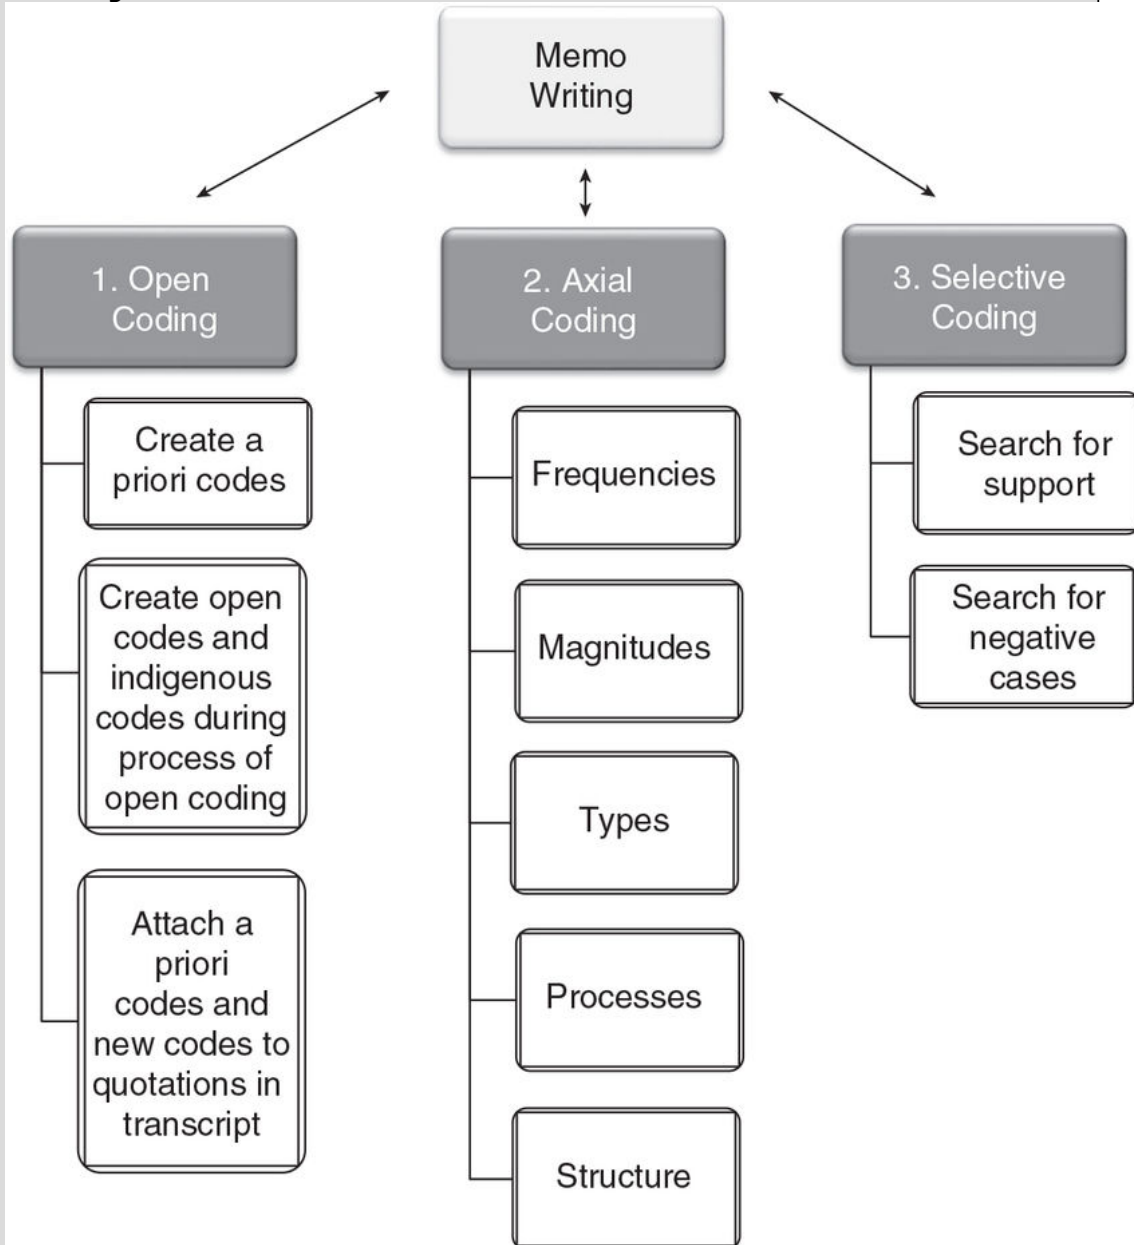 Memo
Writing
1. Open
Coding
2. Axial
Coding
3. Selective
Coding
Create a
priori codes
Create open
codes and
indigenous
codes during
process of
open coding
Attach a
priori
codes and
new codes to
quotations in
transcript
Frequencies
Magnitudes
Types
Processes
Structure
Search for
support
Search for
negative
cases